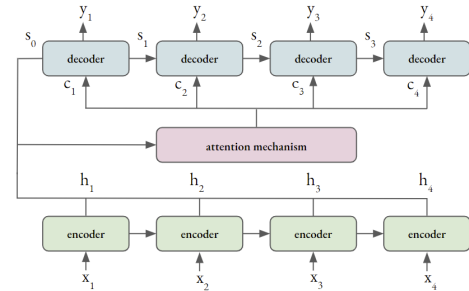 y₁ y₂ y₃ y₄
s₀ s₁ s₂ s₃
decoder decoder decoder decoder
c₁ c₂ c₃ c₄
attention mechanism
h₁ h₂ h₃ h₄
encoder encoder encoder encoder
x₁ x₂ x₃ x₄